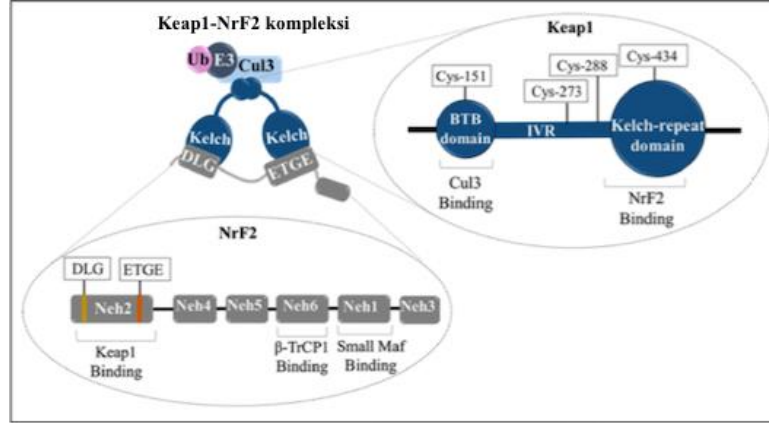 Keap1-NrF2 kompleksi
Ub E3 Cul3
Kelch Kelch
DLG ETGE
Keap1
Cys-151 Cys-273 Cys-288 Cys-434
BTB
domain
IVR
Kelch-repeat
domain
Cul3
Binding
NrF2
Binding
NrF2
DLG ETGE
Neh2 Neh4 Neh5 Neh6 Neh1 Neh3
Keap1
Binding
β-TrCP1
Binding
Small Maf
Binding